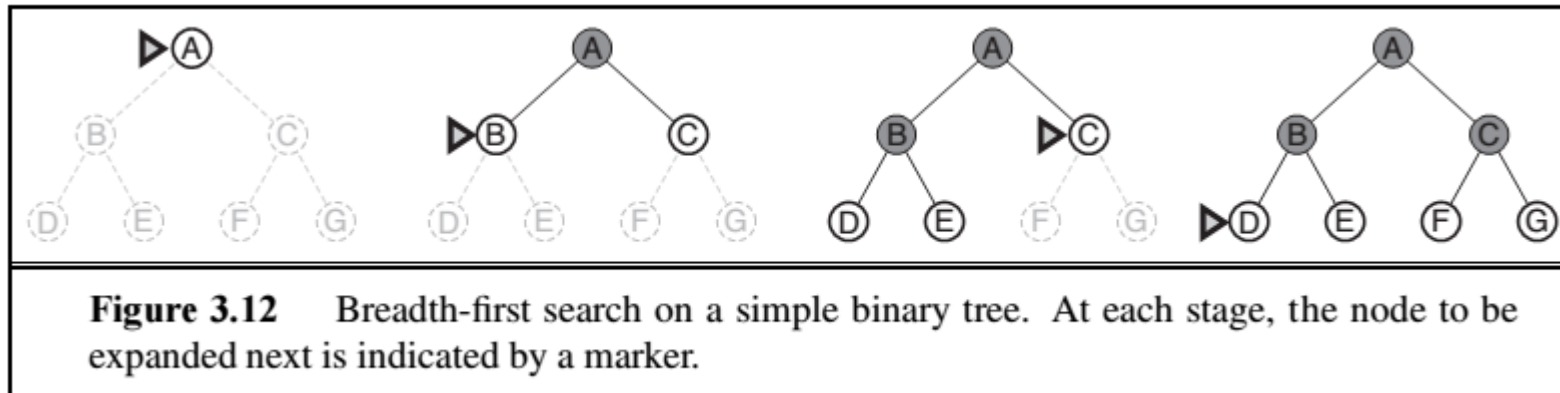 A A A A
B C B C B C B C
D E F G D E F G D E F G D E F G
Figure 3.12 Breadth-first search on a simple binary tree. At each stage, the node to be
expanded next is indicated by a marker.